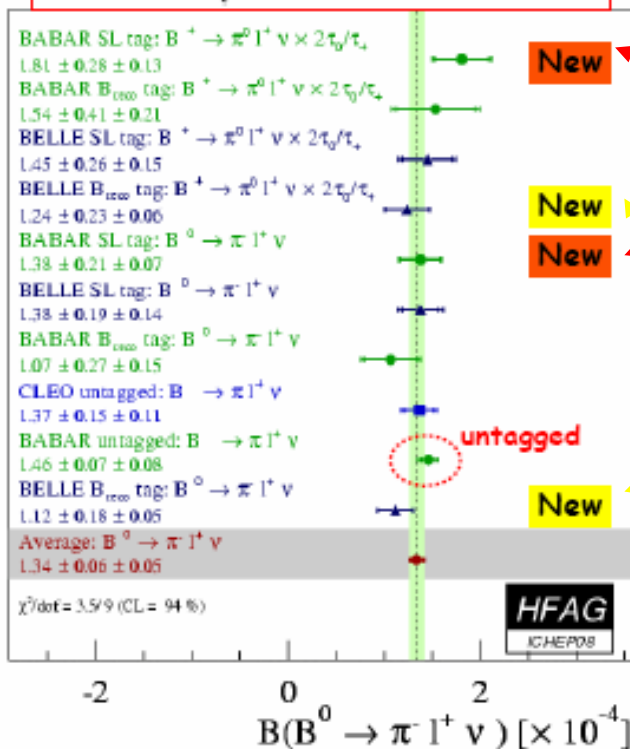 BABAR SL tag: B⁺ → π⁰ l⁺ ν × 2τ₀/τ₊
1.81 ± 0.28 ± 0.13
New
BABAR B_reco tag: B⁺ → π⁰ l⁺ ν × 2τ₀/τ₊
1.54 ± 0.41 ± 0.21
BELLE SL tag: B⁺ → π⁰ l⁺ ν × 2τ₀/τ₊
1.45 ± 0.26 ± 0.15
BELLE B_reco tag: B⁺ → π⁰ l⁺ ν × 2τ₀/τ₊
1.24 ± 0.23 ± 0.06
New
BABAR SL tag: B⁰ → π⁻ l⁺ ν
1.38 ± 0.21 ± 0.07
New
BELLE SL tag: B⁰ → π⁻ l⁺ ν
1.38 ± 0.19 ± 0.14
BABAR B_reco tag: B⁰ → π⁻ l⁺ ν
1.07 ± 0.27 ± 0.15
CLEO untagged: B → π l⁺ ν
1.37 ± 0.15 ± 0.11
BABAR untagged: B → π l⁺ ν
1.46 ± 0.07 ± 0.08
untagged
BELLE B_reco tag: B⁰ → π⁻ l⁺ ν
1.12 ± 0.18 ± 0.05
New
Average: B⁰ → π⁻ l⁺ ν
1.34 ± 0.06 ± 0.05
χ²/dof = 3.5/9 (CL = 94 %)
HFAG
ICHEP08
-2 0 2
B(B⁰ → π⁻ l⁺ ν) [× 10⁻⁴]